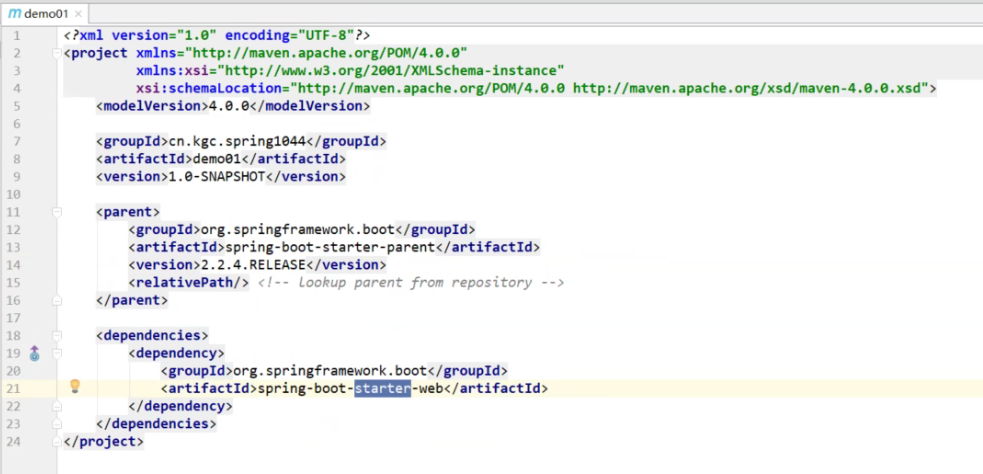 demo01
1 <?xml version="1.0" encoding="UTF-8"?>
2 <project xmlns="http://maven.apache.org/POM/4.0.0"
3 xmlns:xsi="http://www.w3.org/2001/XMLSchema-instance"
4 xsi:schemaLocation="http://maven.apache.org/POM/4.0.0 http://maven.apache.org/xsd/maven-4.0.0.xsd">
5 <modelVersion>4.0.0</modelVersion>
6
7 <groupId>cn.kgc.spring1044</groupId>
8 <artifactId>demo01</artifactId>
9 <version>1.0-SNAPSHOT</version>
10
11 <parent>
12 <groupId>org.springframework.boot</groupId>
13 <artifactId>spring-boot-starter-parent</artifactId>
14 <version>2.2.4.RELEASE</version>
15 <relativePath/> <!-- Lookup parent from repository -->
16 </parent>
17
18 <dependencies>
19 <dependency>
20 <groupId>org.springframework.boot</groupId>
21 <artifactId>spring-boot-starter-web</artifactId>
22 </dependency>
23 </dependencies>
24 </project>